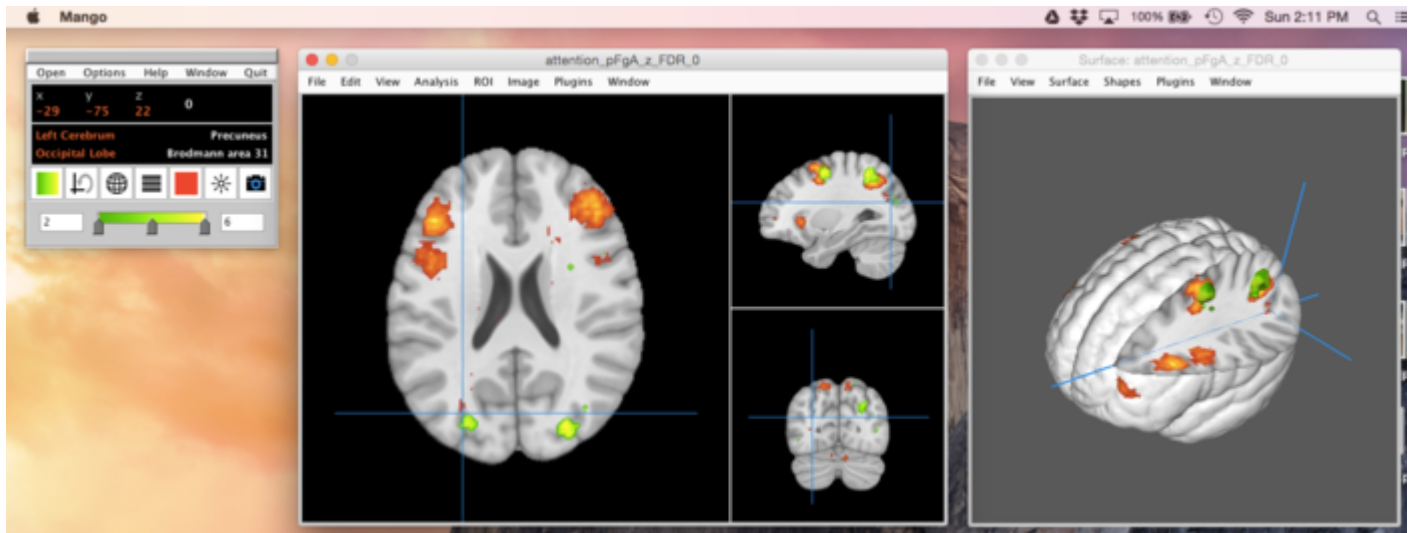 Mango
100%
Sun 2:11 PM
Open Options Help Window Quit
x y z
-29 -75 22 0
Left Cerebrum Precuneus
Occipital Lobe Brodmann area 31
2 6
attention_pFgA_z_FDR_0
File Edit View Analysis ROI Image Plugins Window
Surface: attention_pFgA_z_FDR_0
File View Surface Shapes Plugins Window